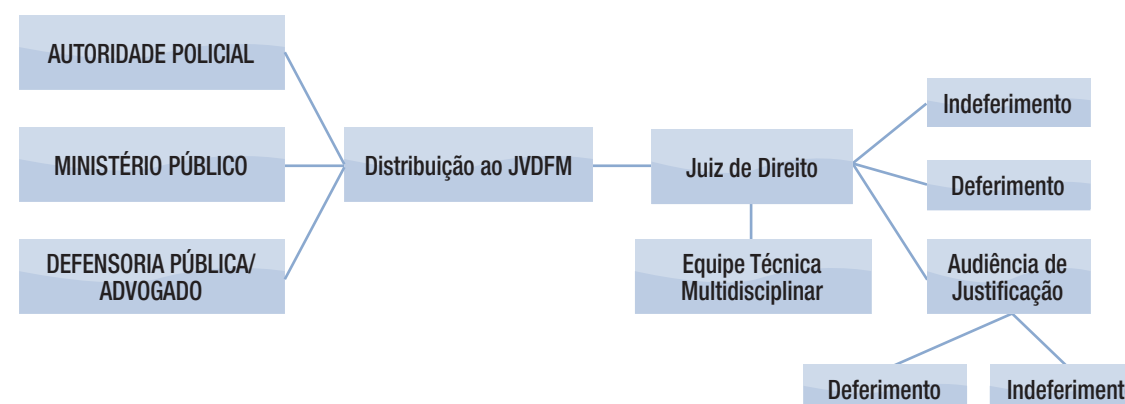 AUTORIDADE POLICIAL
MINISTÉRIO PÚBLICO
DEFENSORIA PÚBLICA/
ADVOGADO
Distribuição ao JVDFM
Juiz de Direito
Equipe Técnica
Multidisciplinar
Indeferimento
Deferimento
Audiência de
Justificação
Deferimento
Indeferiment